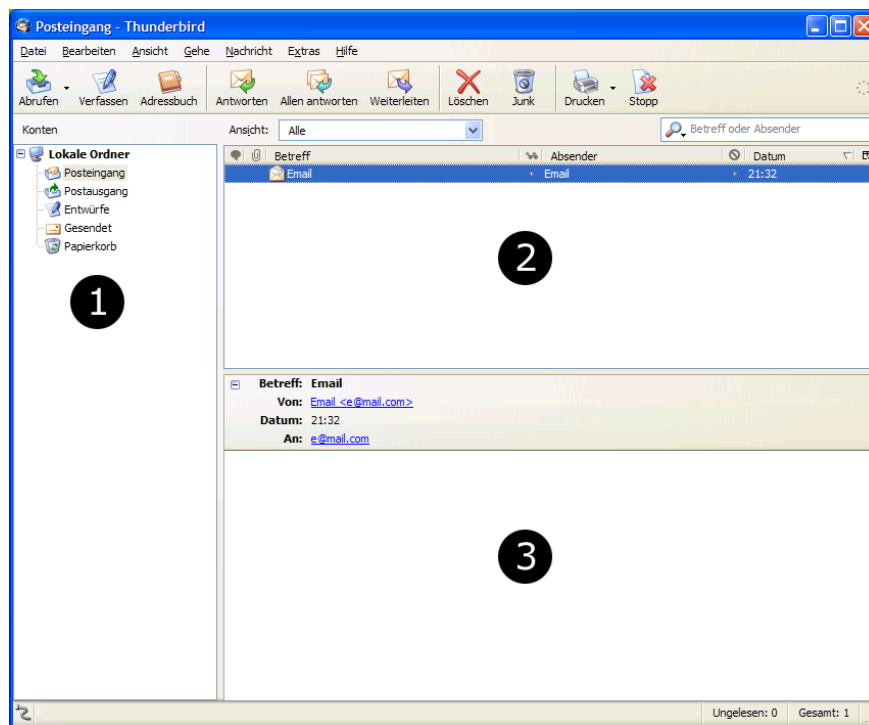 Posteingang - Thunderbird
Datei Bearbeiten Ansicht Gehe Nachricht Extras Hilfe
Abrufen Verfassen Adressbuch Antworten Allen antworten Weiterleiten Löschen Junk Drucken Stopp
Konten Ansicht: Alle Betreff oder Absender
Lokale Ordner
Posteingang
Postausgang
Entwürfe
Gesendet
Papierkorb
1
Betreff Absender Datum
Email Email 21:32
2
Betreff: Email
Von: Email <e@mail.com>
Datum: 21:32
An: e@mail.com
3
Ungelesen: 0 Gesamt: 1